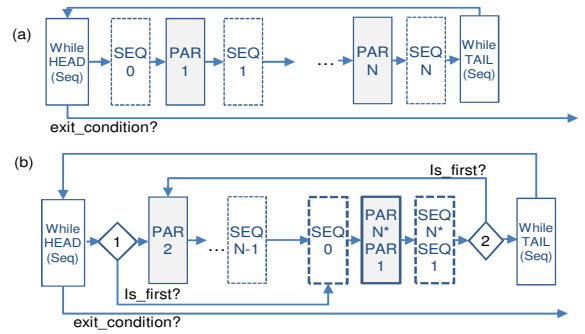 (a)
While
HEAD
(Seq)
SEQ
0
PAR
1
SEQ
1
...
PAR
N
SEQ
N
While
TAIL
(Seq)
exit_condition?
(b)
Is_first?
While
HEAD
(Seq)
1
PAR
2
...
SEQ
N-1
SEQ
0
PAR
N*
PAR
1
SEQ
N*
SEQ
1
2
While
TAIL
(Seq)
Is_first?
exit_condition?